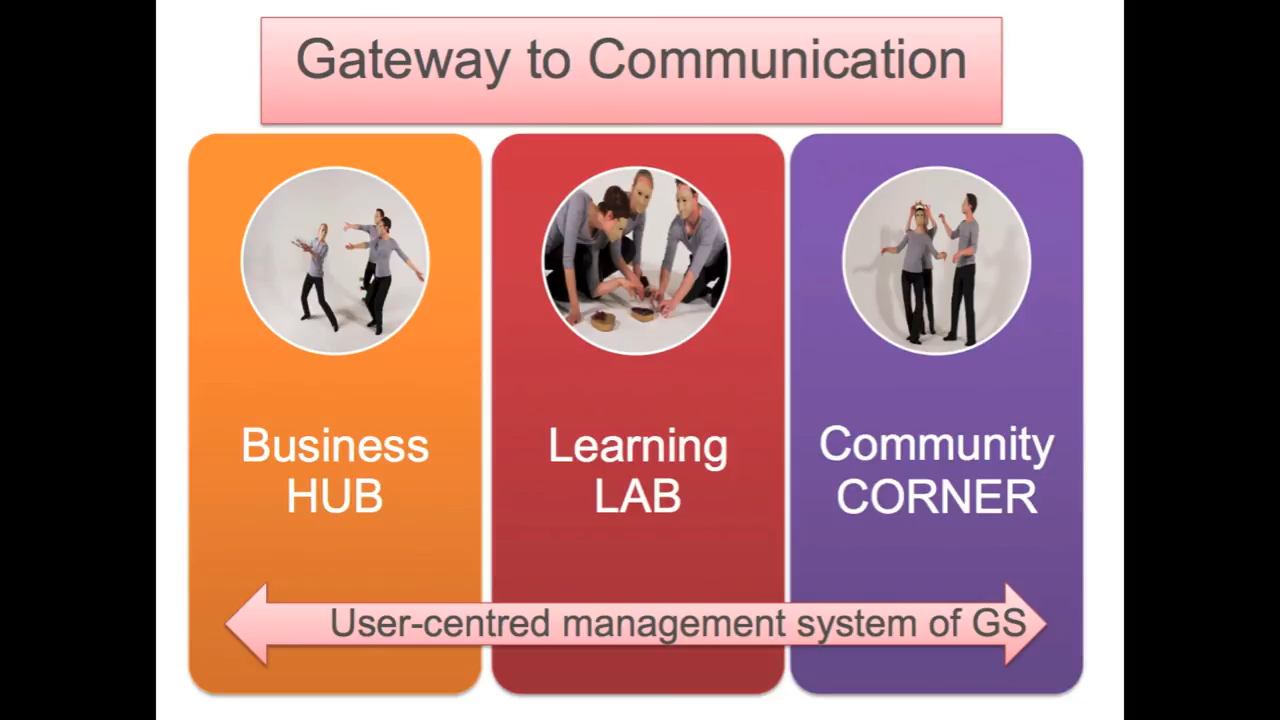 Gateway to Communication
Business
HUB
Learning
LAB
Community
CORNER
User-centred management system of GS